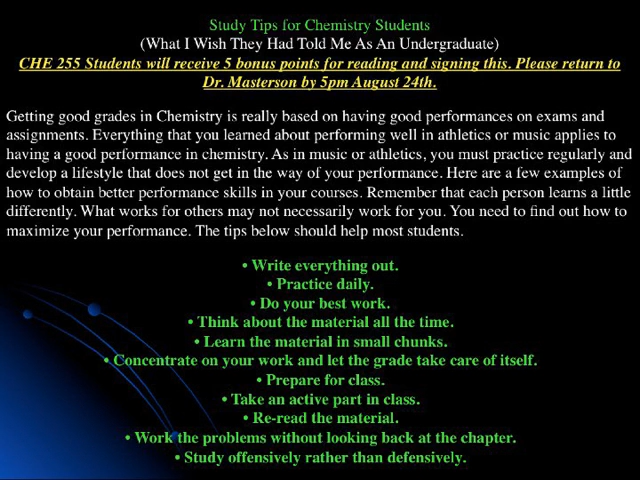 Study Tips for Chemistry Students
(What I Wish They Had Told Me As An Undergraduate)
CHE 255 Students will receive 5 bonus points for reading and signing this. Please return to
Dr. Masterson by 5pm August 24th.
Getting good grades in Chemistry is really based on having good performances on exams and
assignments. Everything that you learned about performing well in athletics or music applies to
having a good performance in chemistry. As in music or athletics, you must practice regularly and
develop a lifestyle that does not get in the way of your performance. Here are a few examples of
how to obtain better performance skills in your courses. Remember that each person learns a little
differently. What works for others may not necessarily work for you. You need to find out how to
maximize your performance. The tips below should help most students.
• Write everything out.
• Practice daily.
• Do your best work.
• Think about the material all the time.
• Learn the material in small chunks.
• Concentrate on your work and let the grade take care of itself.
• Prepare for class.
• Take an active part in class.
• Re-read the material.
• Work the problems without looking back at the chapter.
• Study offensively rather than defensively.